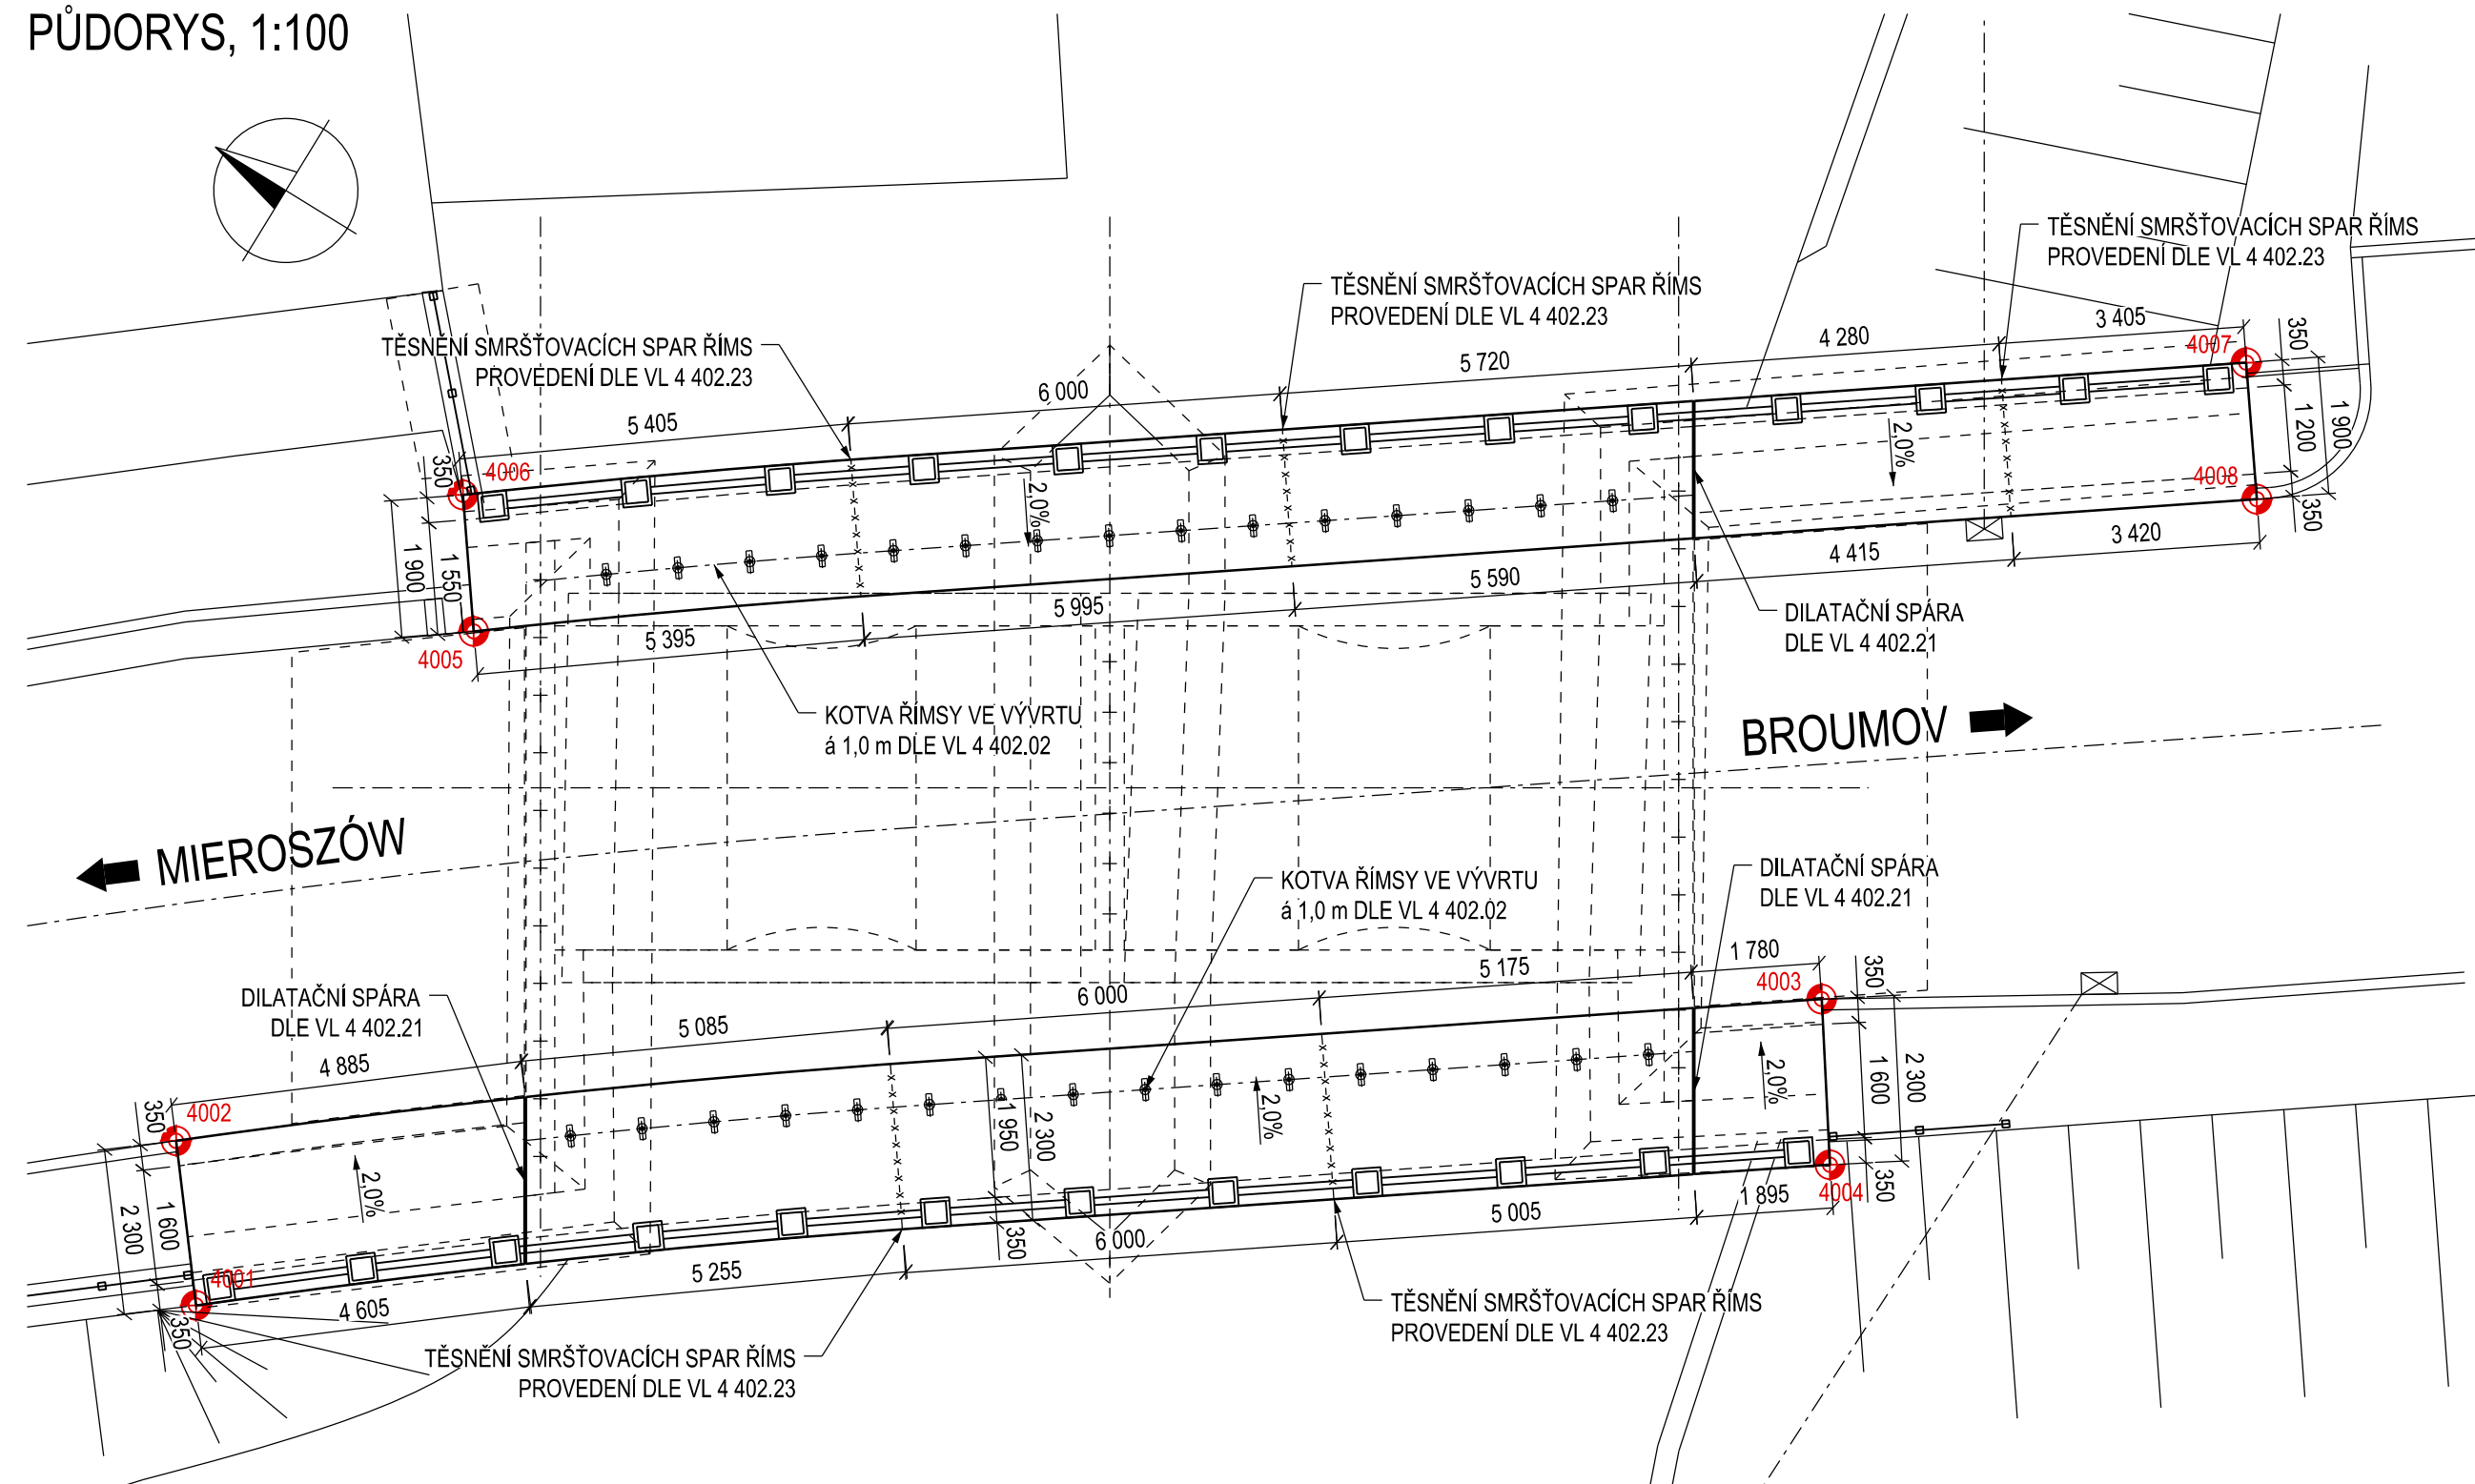 PŮDORYS, 1:100
TĚSNĚNÍ SMRŠŤOVACÍCH SPAR ŘÍMS
PROVEDENÍ DLE VL 4 402.23
TĚSNĚNÍ SMRŠŤOVACÍCH SPAR ŘÍMS
PROVEDENÍ DLE VL 4 402.23
TĚSNĚNÍ SMRŠŤOVACÍCH SPAR ŘÍMS
PROVEDENÍ DLE VL 4 402.23
5 405
6 000
5 720
4 280
3 405
4006
4007
350
1 900
1 550
350
1 200
1 900
350
2,0%
2,0%
4008
4005
5 395
5 995
5 590
4 415
3 420
DILATAČNÍ SPÁRA
DLE VL 4 402.21
KOTVA ŘÍMSY VE VÝVRTU
á 1,0 m DLE VL 4 402.02
BROUMOV
MIEROSZÓW
KOTVA ŘÍMSY VE VÝVRTU
á 1,0 m DLE VL 4 402.02
DILATAČNÍ SPÁRA
DLE VL 4 402.21
DILATAČNÍ SPÁRA
DLE VL 4 402.21
4 885
5 085
6 000
5 175
1 780
4002
4003
350
2 300
1 600
350
2,0%
1 950
2 300
350
2,0%
2,0%
350
1 600
2 300
350
4001
4004
4 605
5 255
6 000
5 005
1 895
TĚSNĚNÍ SMRŠŤOVACÍCH SPAR ŘÍMS
PROVEDENÍ DLE VL 4 402.23
TĚSNĚNÍ SMRŠŤOVACÍCH SPAR ŘÍMS
PROVEDENÍ DLE VL 4 402.23